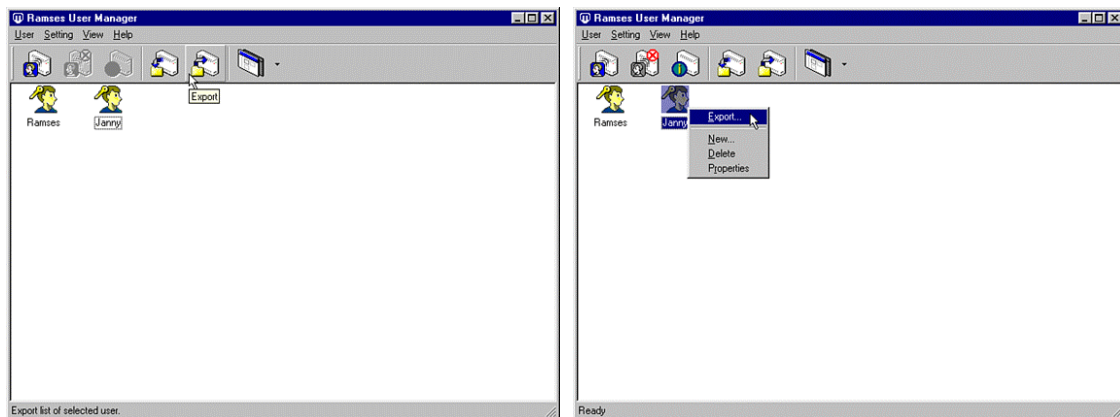 Ramses User Manager
User Setting View Help
Export
Ramses Janny
Export list of selected user.
Ramses User Manager
User Setting View Help
Ramses Janny
Export...
New...
Delete
Properties
Ready